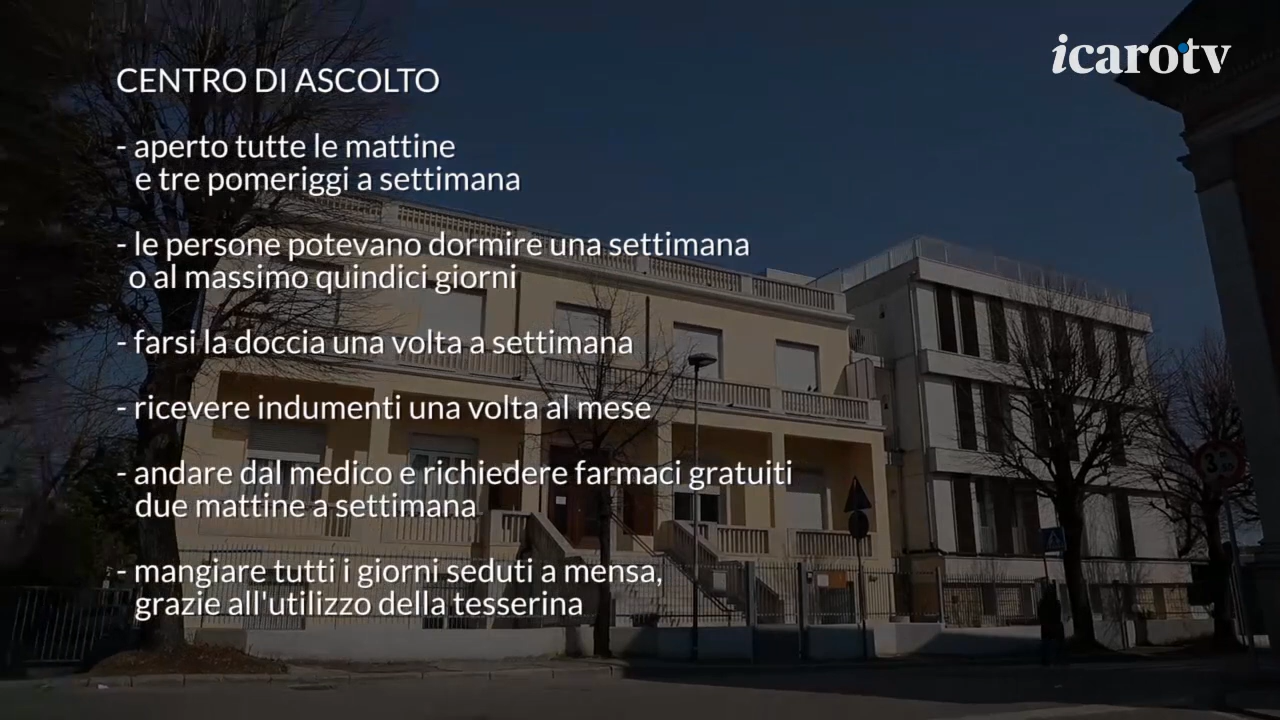 icarotv
CENTRO DI ASCOLTO
- aperto tutte le mattine
e tre pomeriggi a settimana
- le persone potevano dormire una settimana
o al massimo quindici giorni
- farsi la doccia una volta a settimana
- ricevere indumenti una volta al mese
- andare dal medico e richiedere farmaci gratuiti
due mattine a settimana
- mangiare tutti i giorni seduti a mensa,
grazie all'utilizzo della tesserina